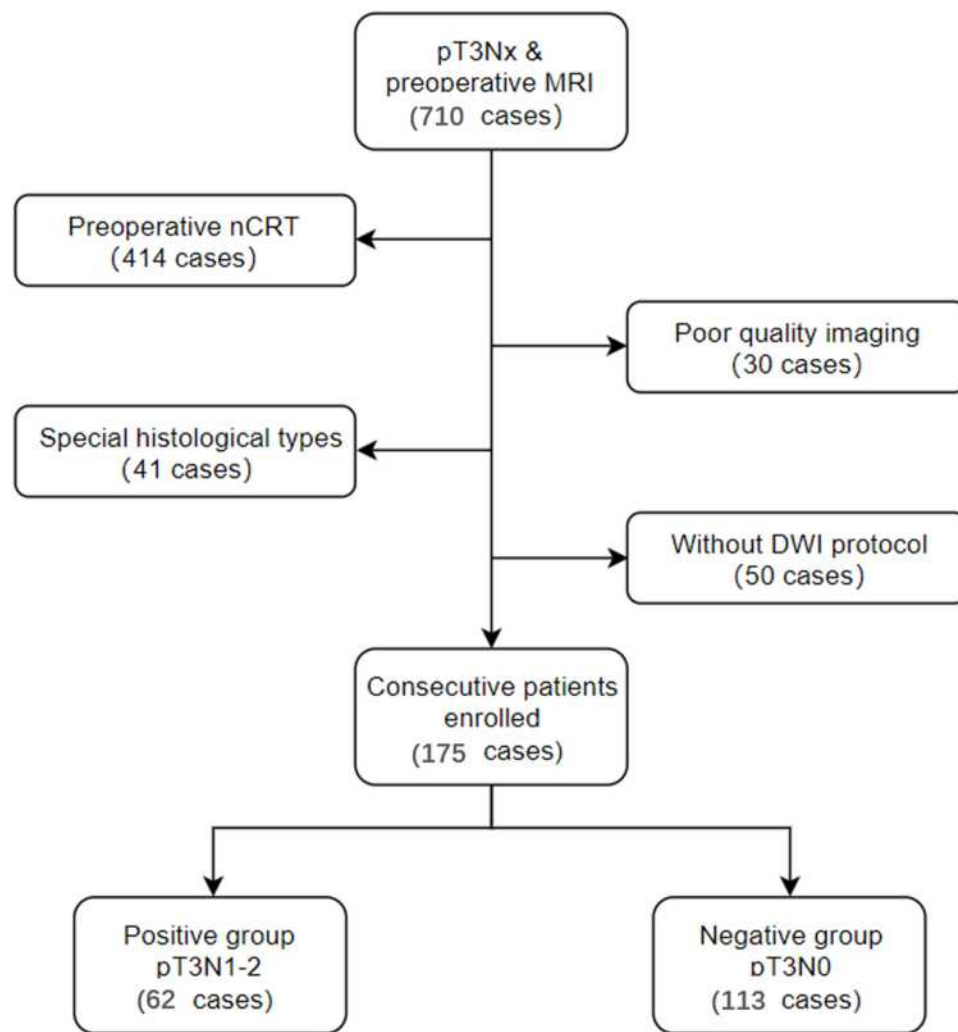 pT3Nx &
preoperative MRI
(710 cases)
Preoperative nCRT
(414 cases)
Poor quality imaging
(30 cases)
Special histological types
(41 cases)
Without DWI protocol
(50 cases)
Consecutive patients
enrolled
(175 cases)
Positive group
pT3N1-2
(62 cases)
Negative group
pT3N0
(113 cases)